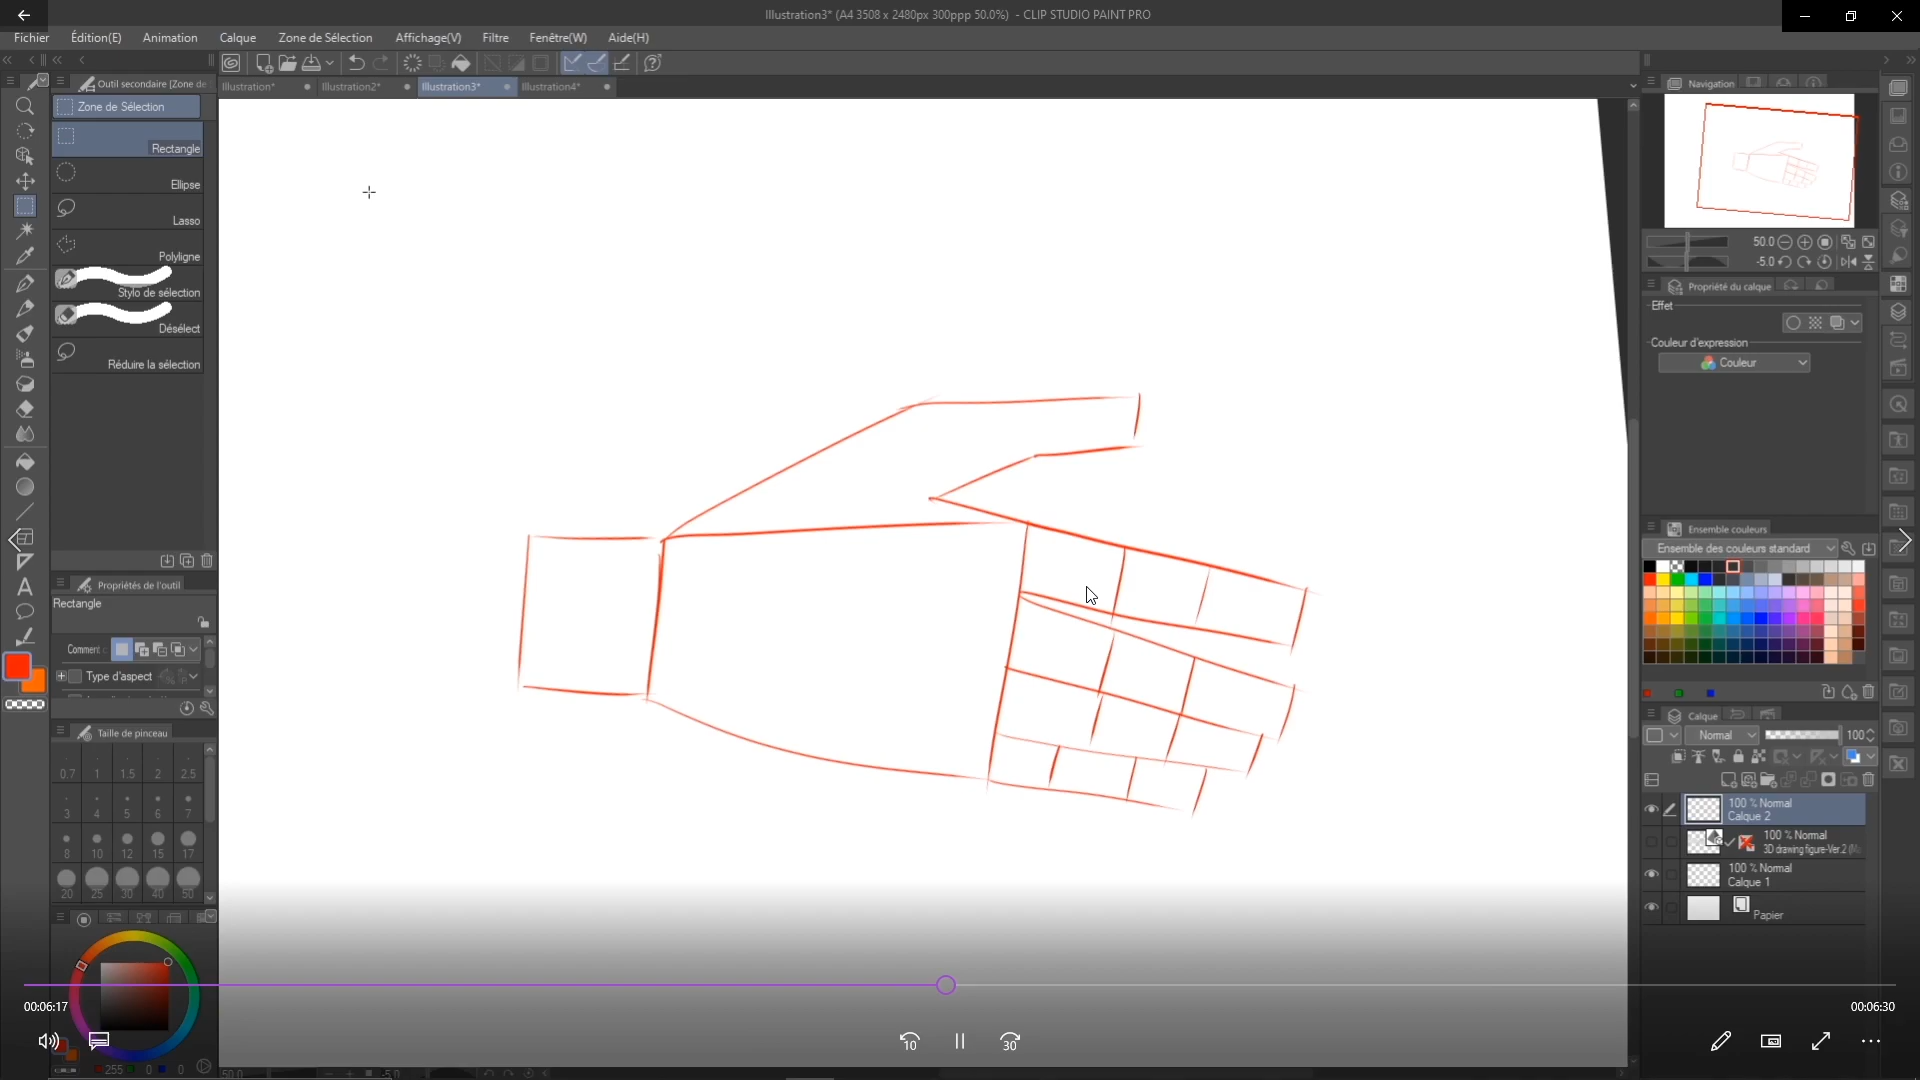 Illustration3* (A4 3508 x 2480px 300ppp 50.0%) - CLIP STUDIO PAINT PRO
Fichier Édition(E) Animation Calque Zone de Sélection Affichage(V) Filtre Fenêtre(W) Aide(H)
Outil secondaire [Zone de
Illustration* Illustration2* Illustration3* Illustration4*
Navigation
Zone de Sélection
Rectangle
Ellipse
Lasso
Polyligne
Stylo de sélection
Désélect
Réduire la sélection
50.0
-5.0
Propriété du calque
Effet
Couleur d'expression
Couleur
Ensemble couleurs
Ensemble des couleurs standard
Propriétés de l'outil
Rectangle
Comment
Type d'aspect
Taille de pinceau
0.7 1 1.5 2 2.5
3 4 5 6 7
8 10 12 15 17
20 25 30 40 50
Calque
Normal 100
100 % Normal
Calque 2
100 % Normal
3D drawing figure-Ver.2 (M
100 % Normal
Calque 1
Papier
00:06:17
00:06:30
10
30
255 0 0
50.0 -5.0